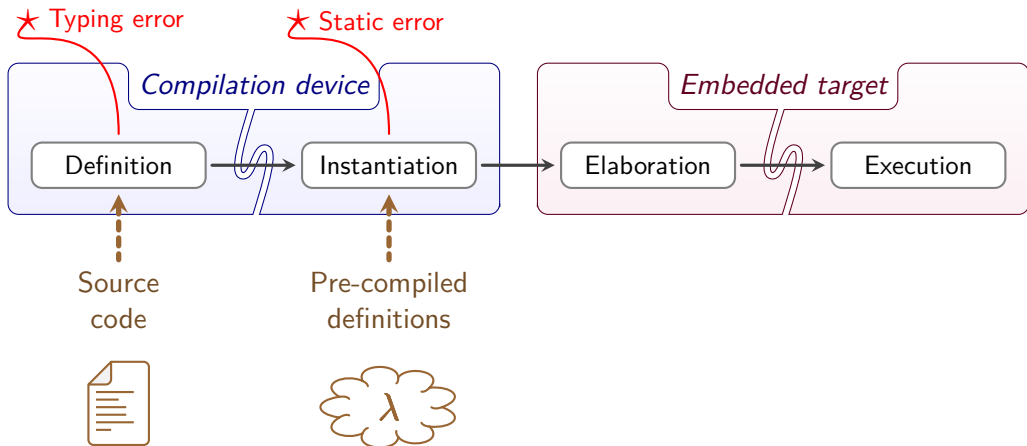 Typing error
Static error
Compilation device
Embedded target
Definition
Instantiation
Elaboration
Execution
Source
code
Pre-compiled
definitions
λ